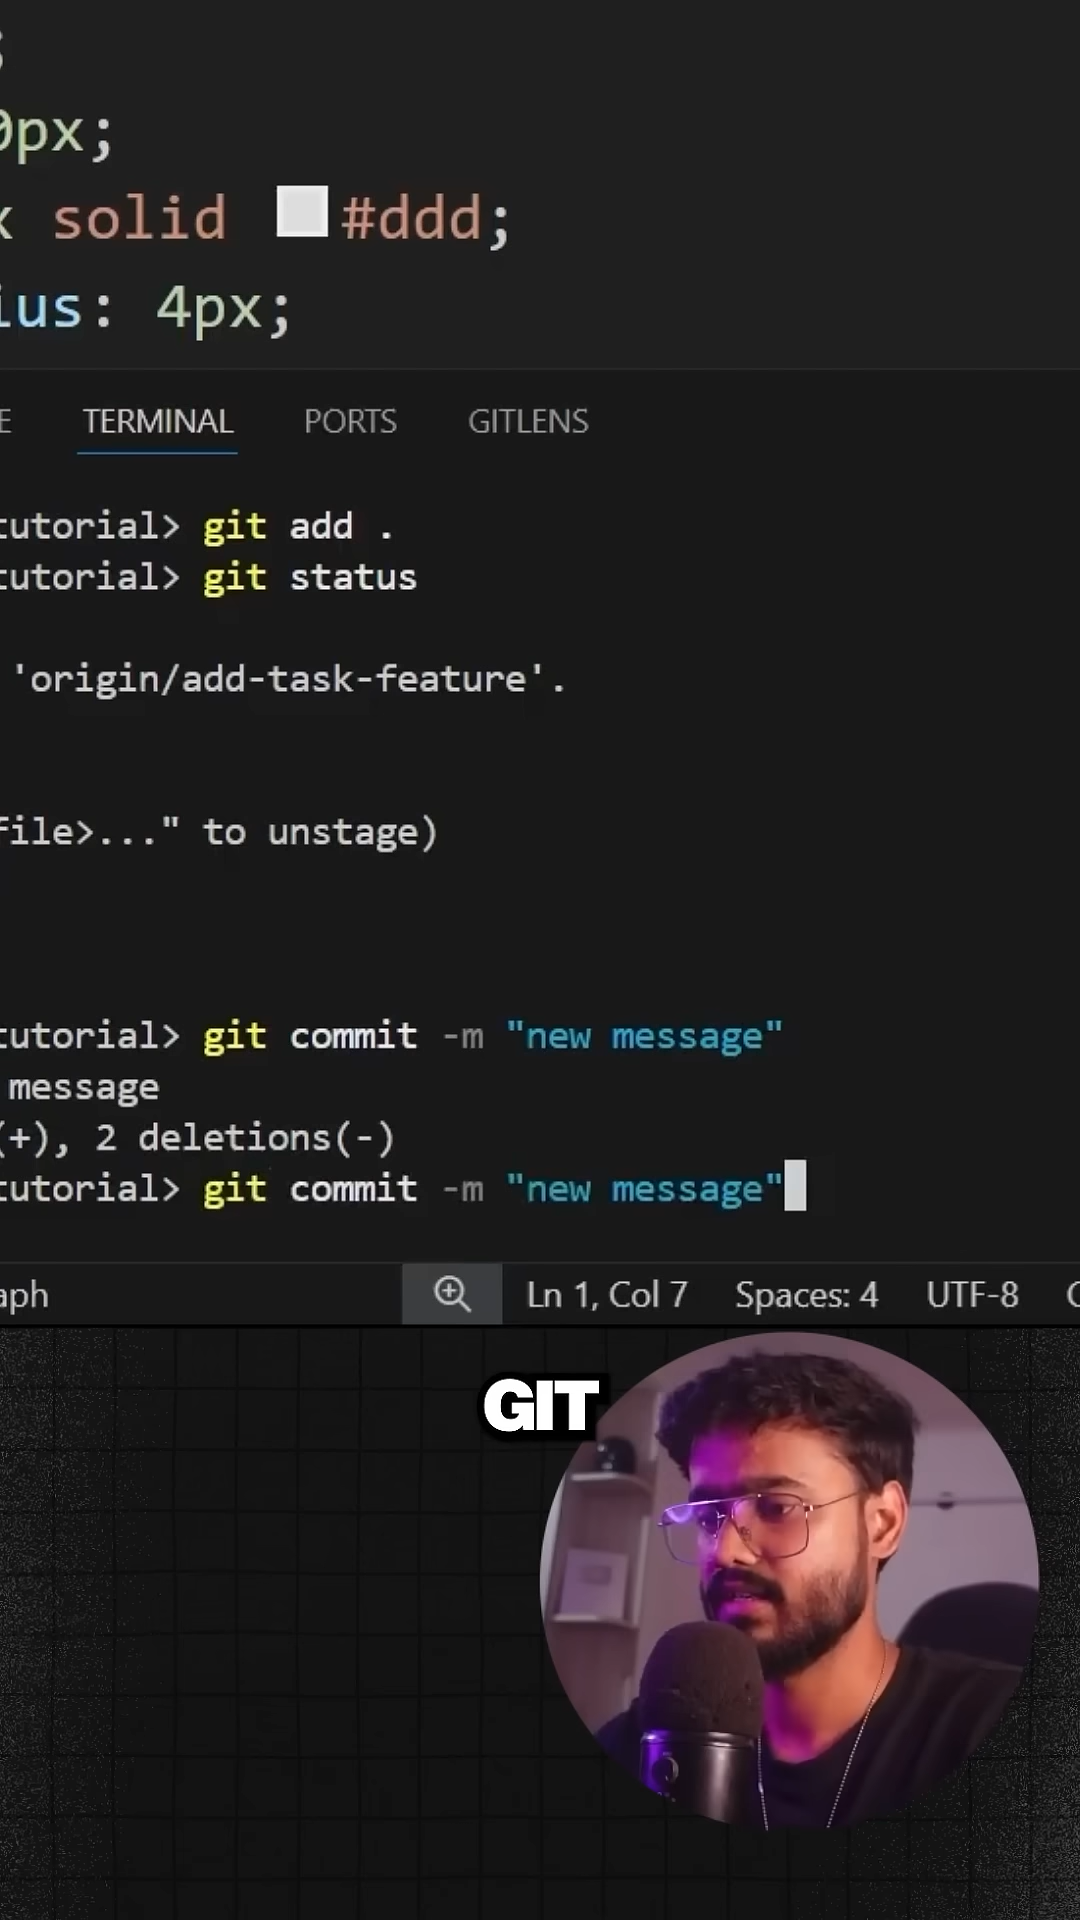 0px;
x solid #ddd;
ius: 4px;
E TERMINAL PORTS GITLENS
tutorial> git add .
tutorial> git status
'origin/add-task-feature'.
file>..." to unstage)
tutorial> git commit -m "new message"
message
(+), 2 deletions(-)
tutorial> git commit -m "new message"
aph Ln 1, Col 7 Spaces: 4 UTF-8
GIT